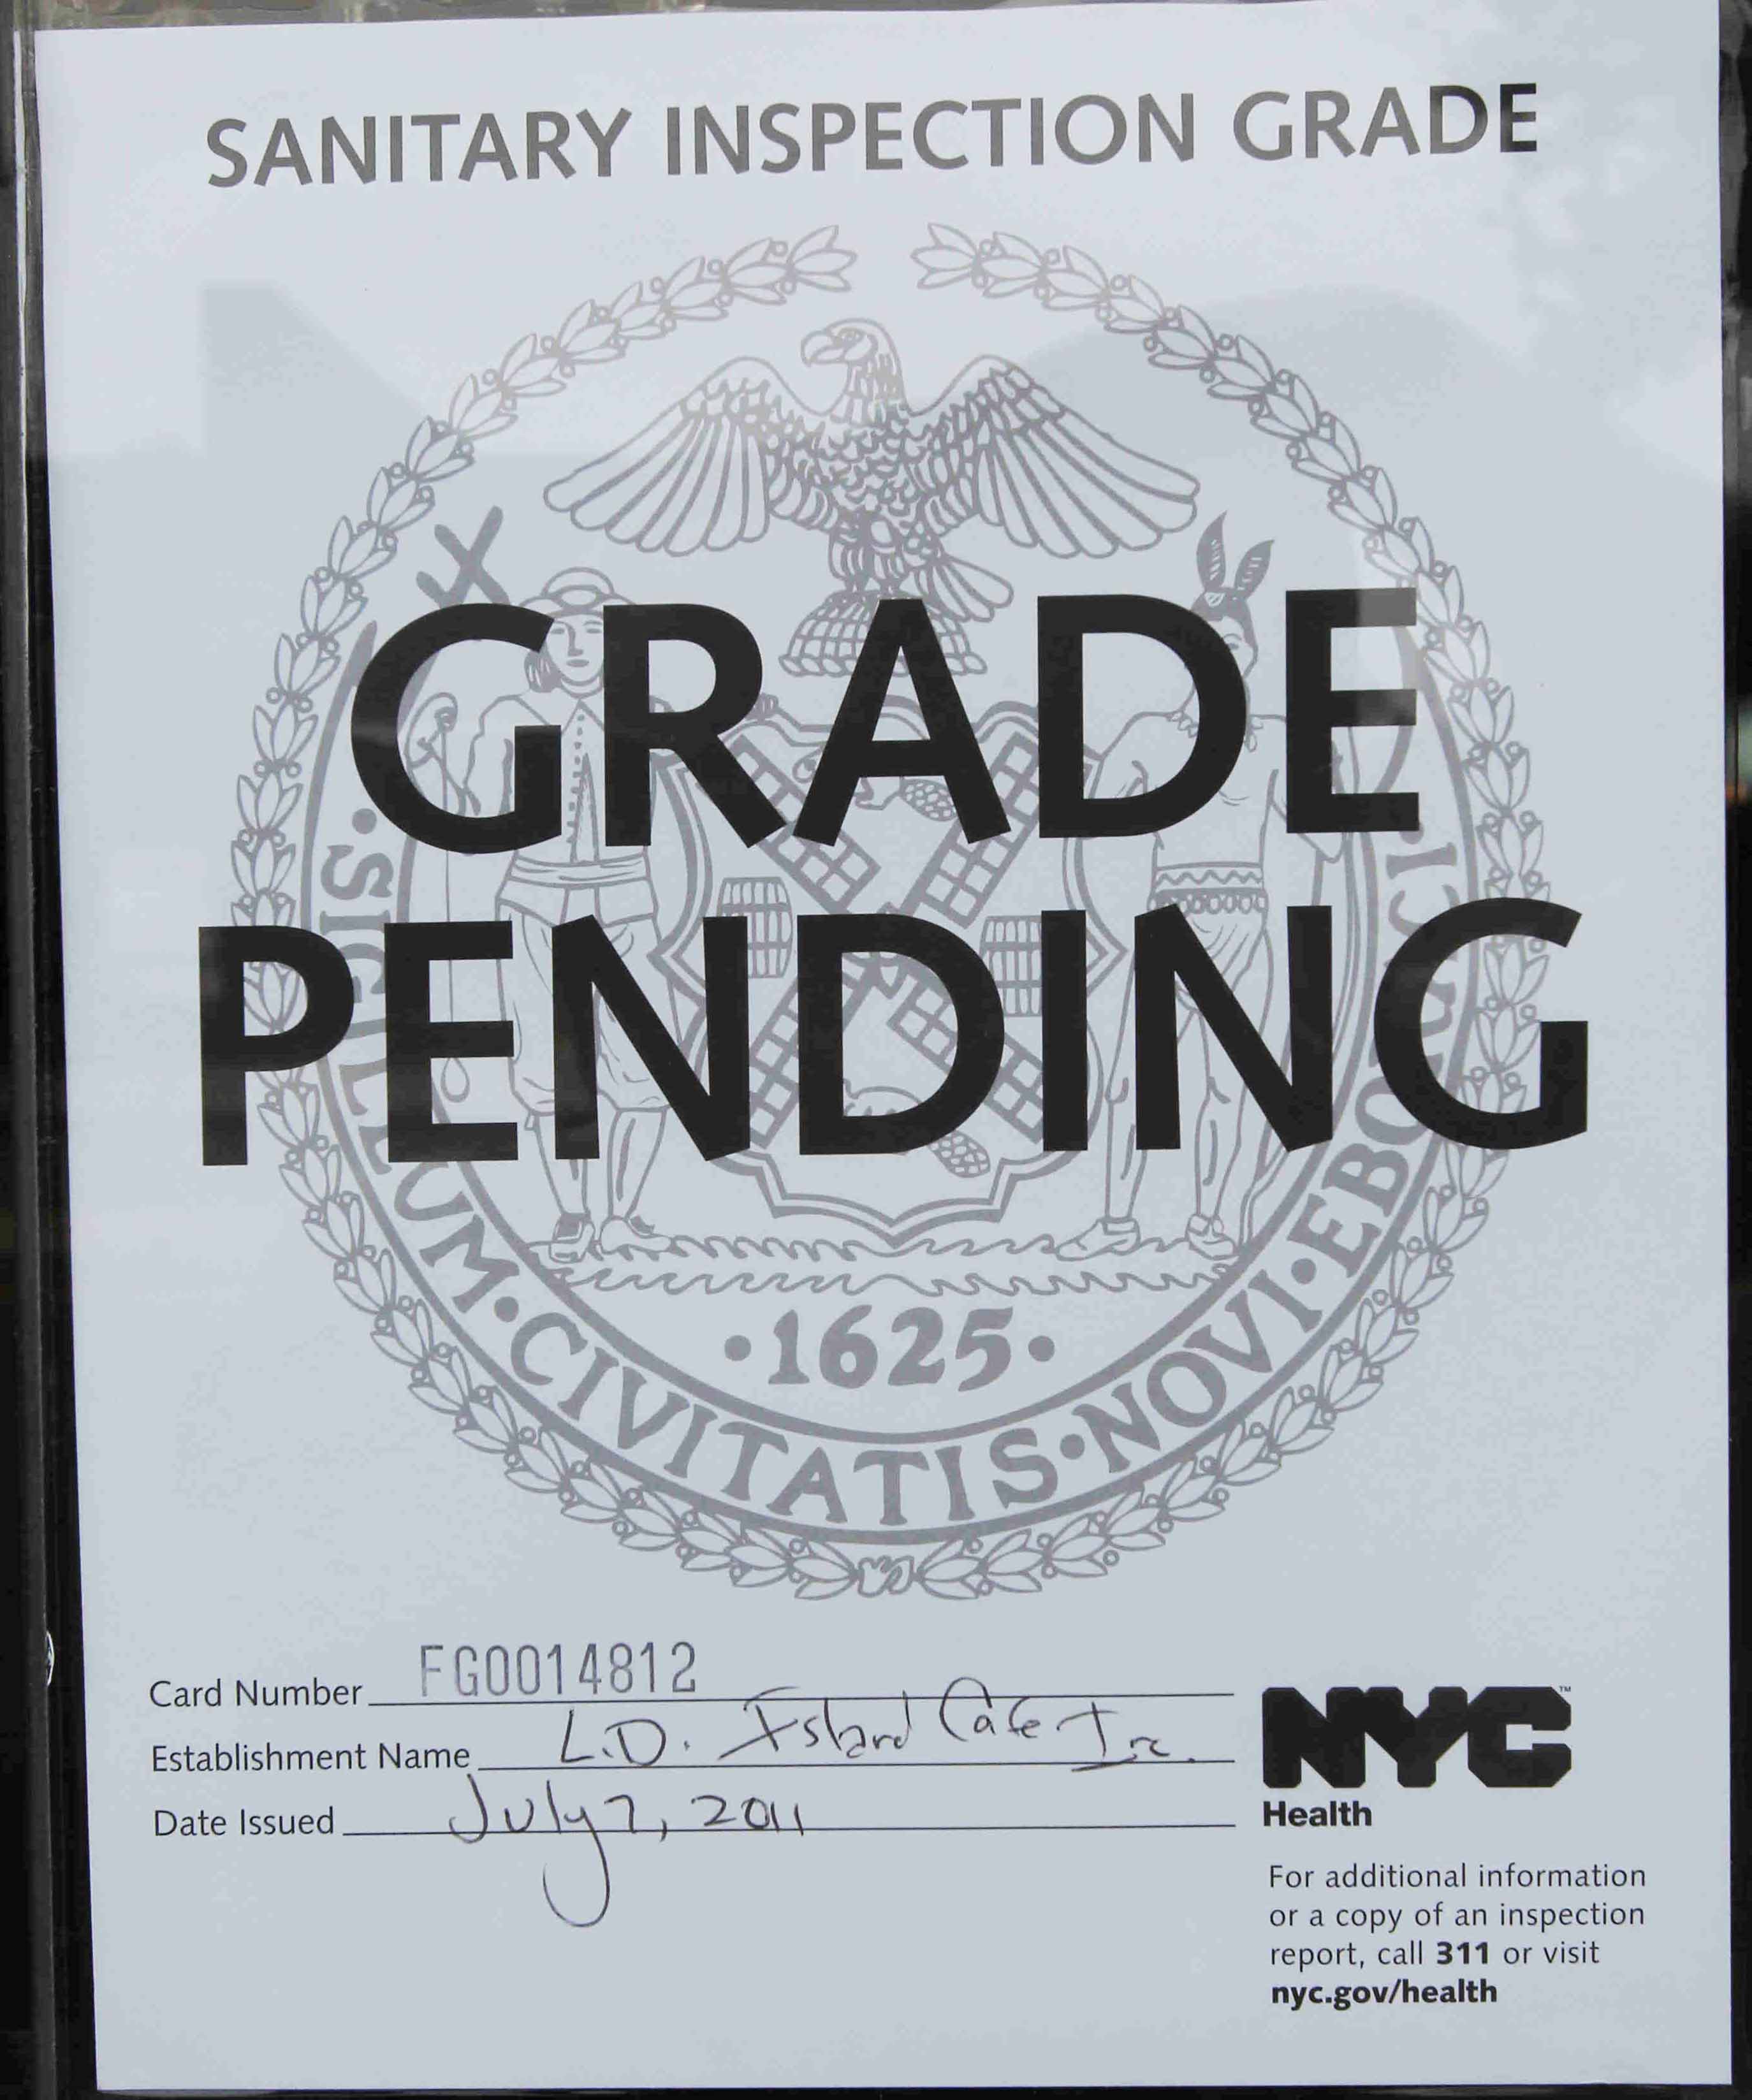 SANITARY INSPECTION GRADE
GRADE
PENDING
SIGILLUM·CIVITATIS·NOVI·EBORACI
·1625·
Card Number FG0014812
Establishment Name L.D. Island Cafe Inc.
Date Issued July 7, 2011
NYC™
Health
For additional information
or a copy of an inspection
report, call 311 or visit
nyc.gov/health